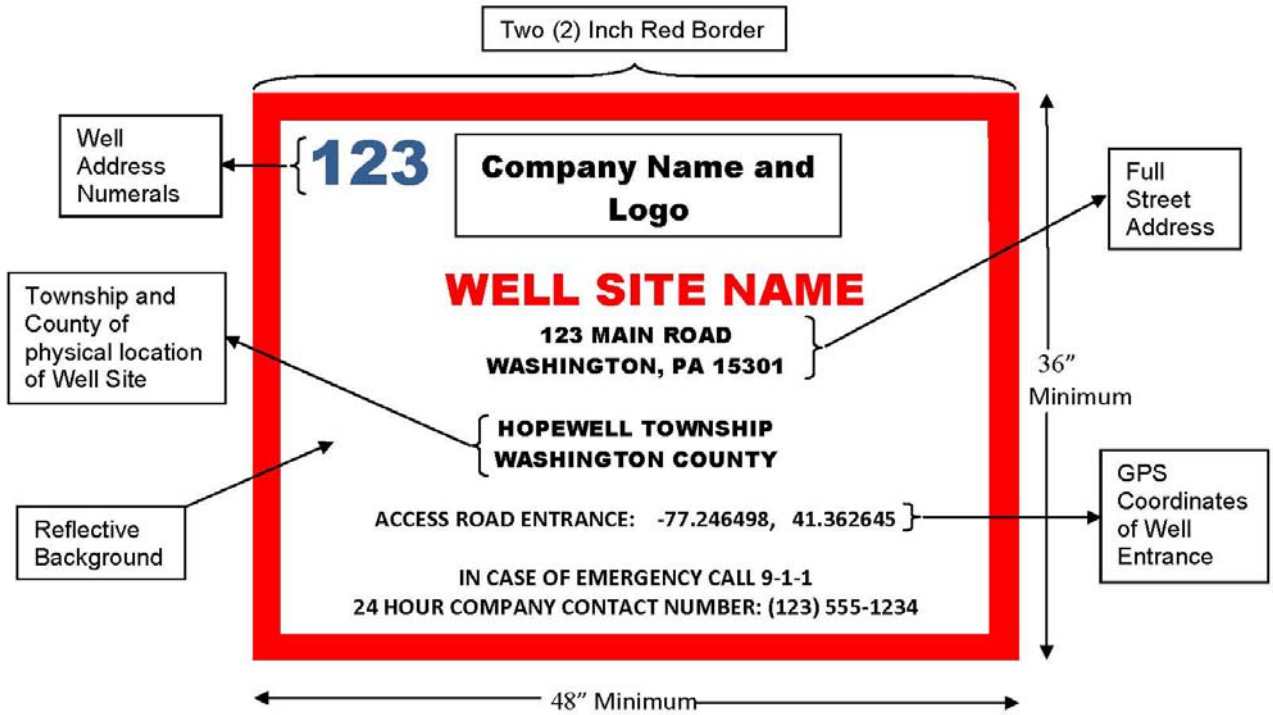 Two (2) Inch Red Border
Well
Address
Numerals
123
Company Name and
Logo
Full
Street
Address
WELL SITE NAME
123 MAIN ROAD
WASHINGTON, PA 15301
Township and
County of
physical location
of Well Site
36”
Minimum
HOPEWELL TOWNSHIP
WASHINGTON COUNTY
GPS
Coordinates
of Well
Entrance
ACCESS ROAD ENTRANCE: -77.246498, 41.362645
Reflective
Background
IN CASE OF EMERGENCY CALL 9-1-1
24 HOUR COMPANY CONTACT NUMBER: (123) 555-1234
48” Minimum